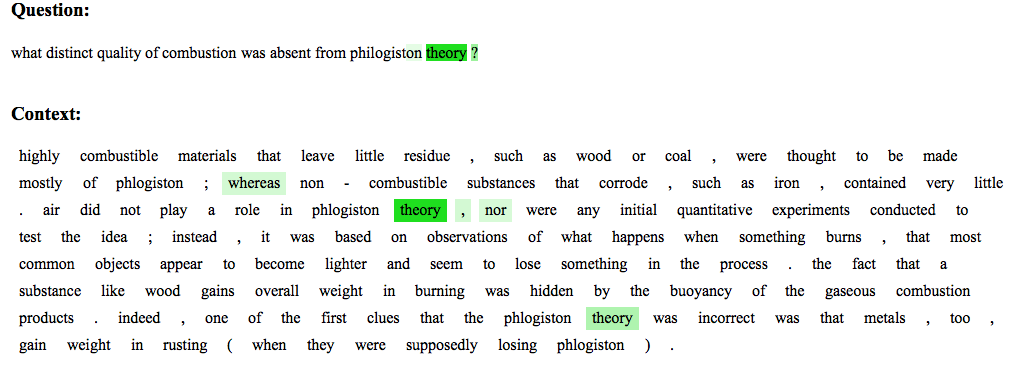 Question:
what distinct quality of combustion was absent from philogiston theory ?
Context:
highly combustible materials that leave little residue , such as wood or coal , were thought to be made
mostly of phlogiston ; whereas non - combustible substances that corrode , such as iron , contained very little
. air did not play a role in phlogiston theory , nor were any initial quantitative experiments conducted to
test the idea ; instead , it was based on observations of what happens when something burns , that most
common objects appear to become lighter and seem to lose something in the process . the fact that a
substance like wood gains overall weight in burning was hidden by the buoyancy of the gaseous combustion
products . indeed , one of the first clues that the phlogiston theory was incorrect was that metals , too ,
gain weight in rusting ( when they were supposedly losing phlogiston ) .